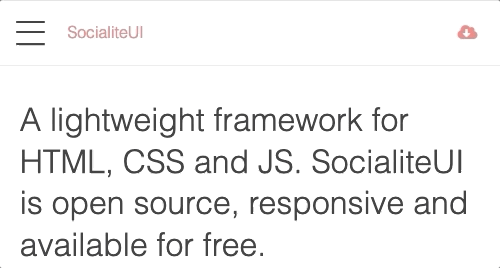 SocialiteUI
A lightweight framework for
HTML, CSS and JS. SocialiteUI
is open source, responsive and
available for free.